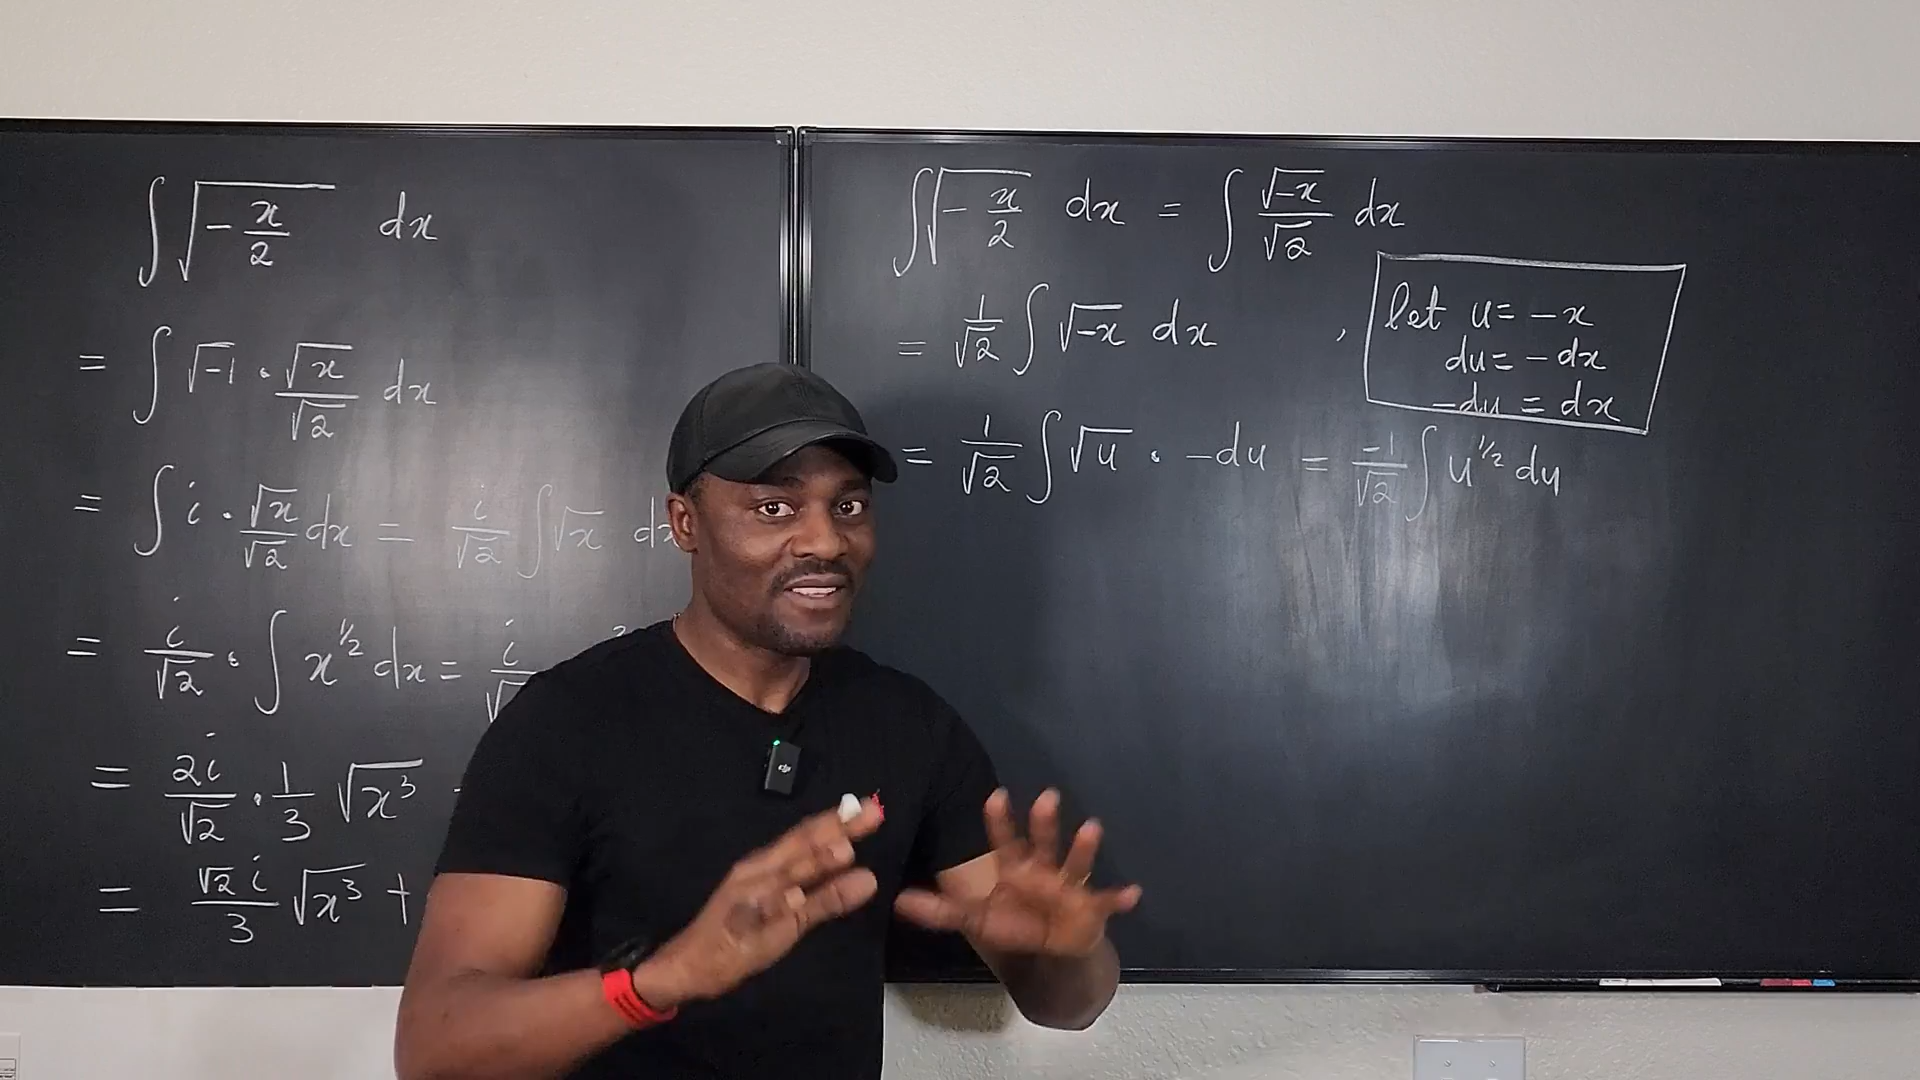 ∫√(-x/2) dx
= ∫√-1 · √x/√2 dx
= ∫ i · √x/√2 dx = i/√2 ∫√x dx
= i/√2 · ∫ x^1/2 dx = i/√2
= 2i/√2 · 1/3 √x³
= √2 i/3 √x³ +
∫√(-x/2) dx = ∫ √-x/√2 dx
= 1/√2 ∫ √-x dx ,
let u = -x
du = -dx
-du = dx
= 1/√2 ∫ √u · -du = -1/√2 ∫ u^1/2 du